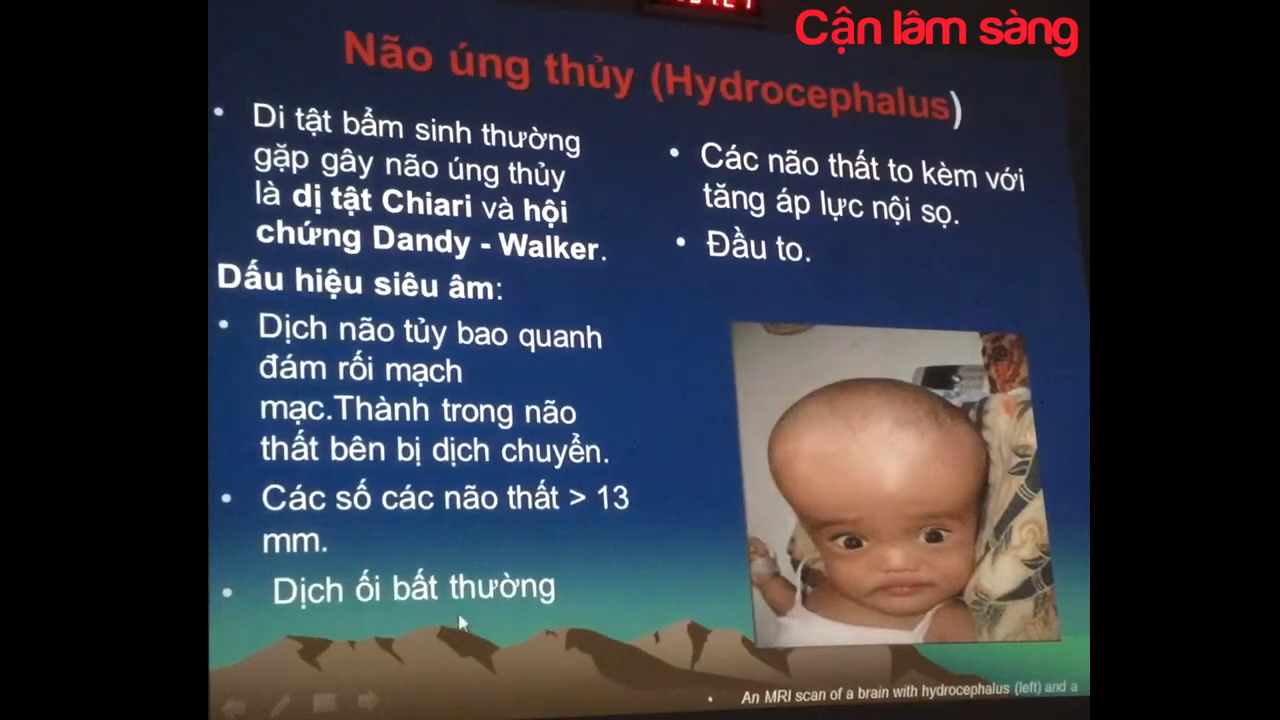 Cận lâm sàng
Não úng thủy (Hydrocephalus)
• Di tật bẩm sinh thường
gặp gây não úng thủy
là dị tật Chiari và hội
chứng Dandy - Walker.
Dấu hiệu siêu âm:
• Dịch não tủy bao quanh
đám rối mạch
mạc.Thành trong não
thất bên bị dịch chuyển.
• Các số các não thất > 13
mm.
• Dịch ối bất thường
• Các não thất to kèm với
tăng áp lực nội sọ.
• Đầu to.
• An MRI scan of a brain with hydrocephalus (left) and a